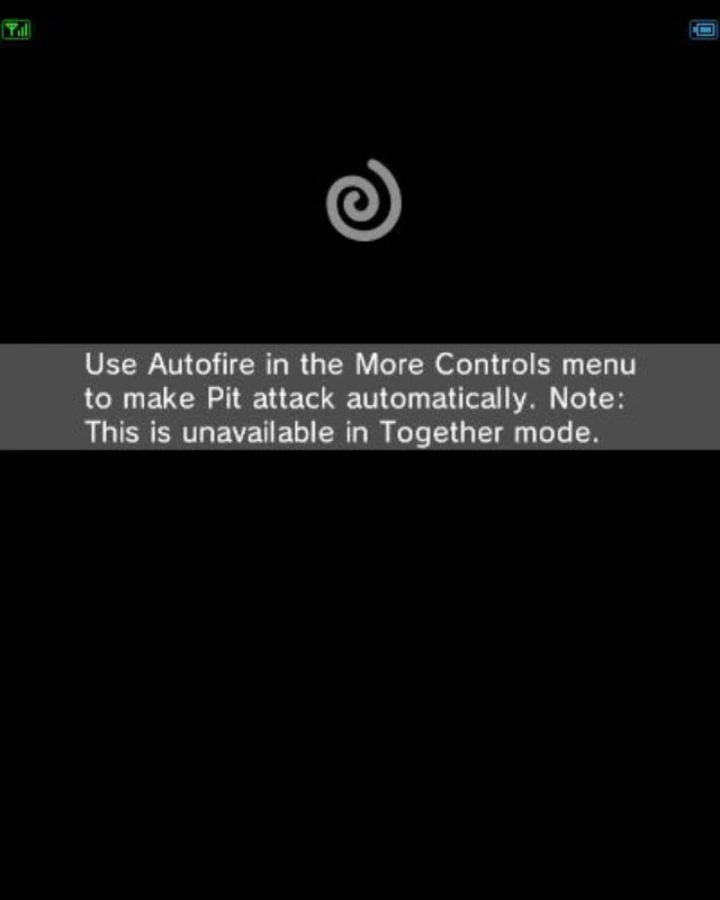 Use Autofire in the More Controls menu
to make Pit attack automatically. Note:
This is unavailable in Together mode.